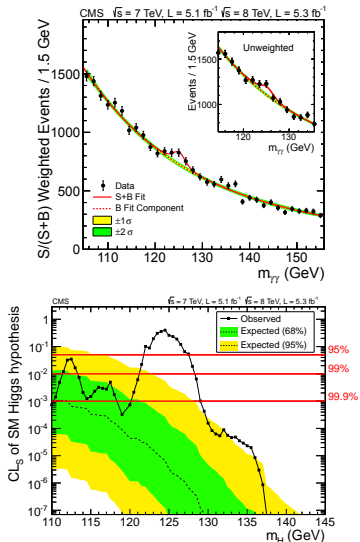 CMS √s = 7 TeV, L = 5.1 fb⁻¹ √s = 8 TeV, L = 5.3 fb⁻¹
S/(S+B) Weighted Events / 1.5 GeV
1500
1000
500
0
110 120 130 140 150
m_γγ (GeV)
Data
S+B Fit
B Fit Component
±1σ
±2 σ
Unweighted
Events / 1.5 GeV
1500
1000
120 130
m_γγ (GeV)
CMS √s = 7 TeV, L = 5.1 fb⁻¹ √s = 8 TeV, L = 5.3 fb⁻¹
CL_S of SM Higgs hypothesis
1
10⁻¹
10⁻²
10⁻³
10⁻⁴
10⁻⁵
10⁻⁶
10⁻⁷
Observed
Expected (68%)
Expected (95%)
95%
99%
99.9%
110 115 120 125 130 135 140 145
m_H (GeV)